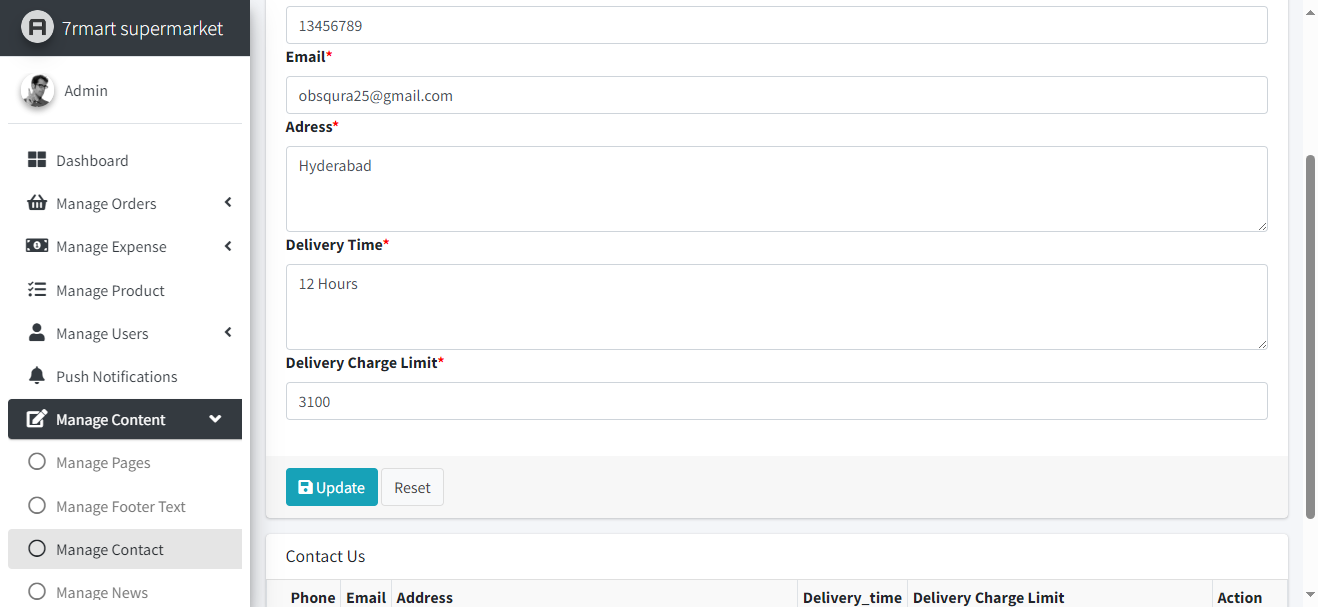 7rmart supermarket
Admin
Dashboard
Manage Orders
Manage Expense
Manage Product
Manage Users
Push Notifications
Manage Content
Manage Pages
Manage Footer Text
Manage Contact
Manage News
13456789
Email*
obsqura25@gmail.com
Adress*
Hyderabad
Delivery Time*
12 Hours
Delivery Charge Limit*
3100
Update Reset
Contact Us
Phone Email Address Delivery_time Delivery Charge Limit Action